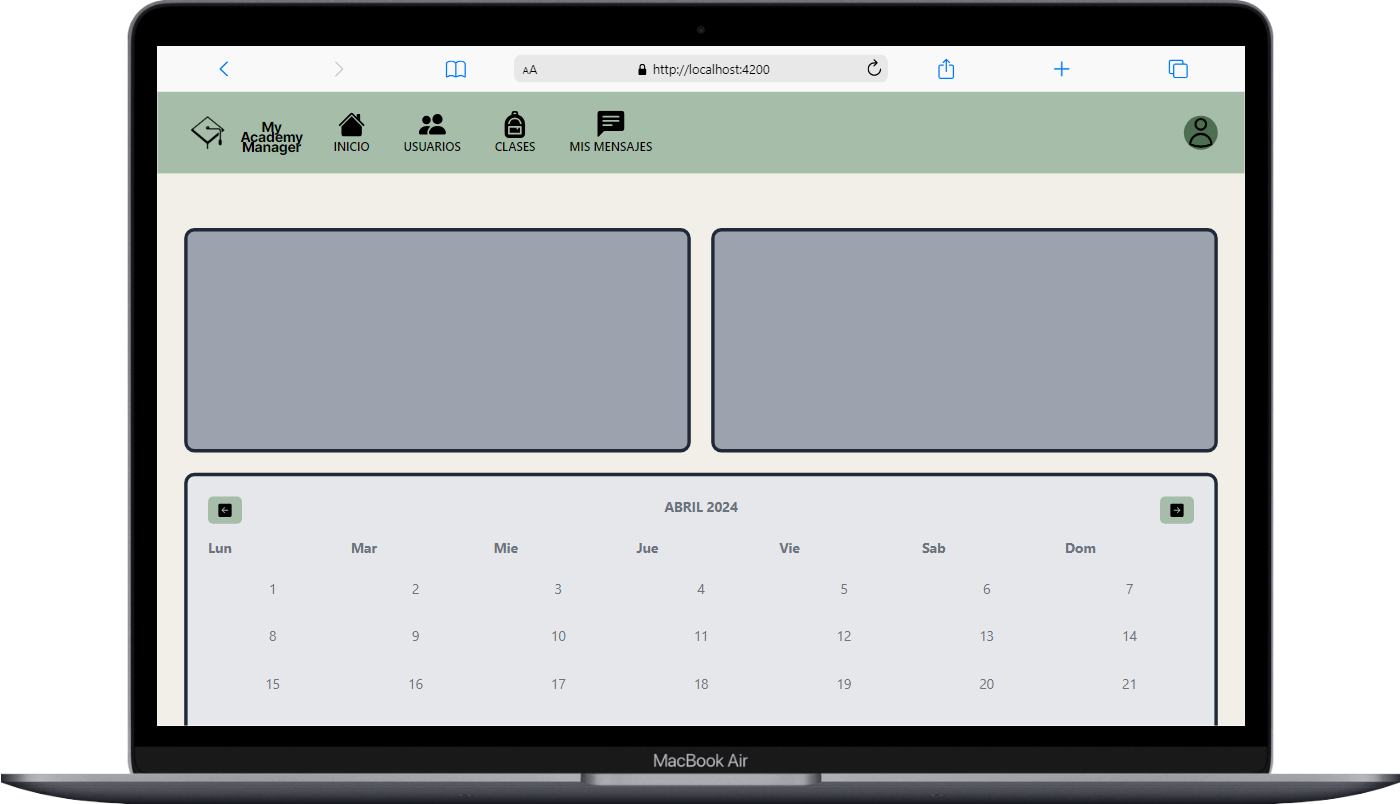 AA
http://localhost:4200
My
Academy
Manager
INICIO
USUARIOS
CLASES
MIS MENSAJES
ABRIL 2024
Lun Mar Mie Jue Vie Sab Dom
1 2 3 4 5 6 7
8 9 10 11 12 13 14
15 16 17 18 19 20 21
MacBook Air